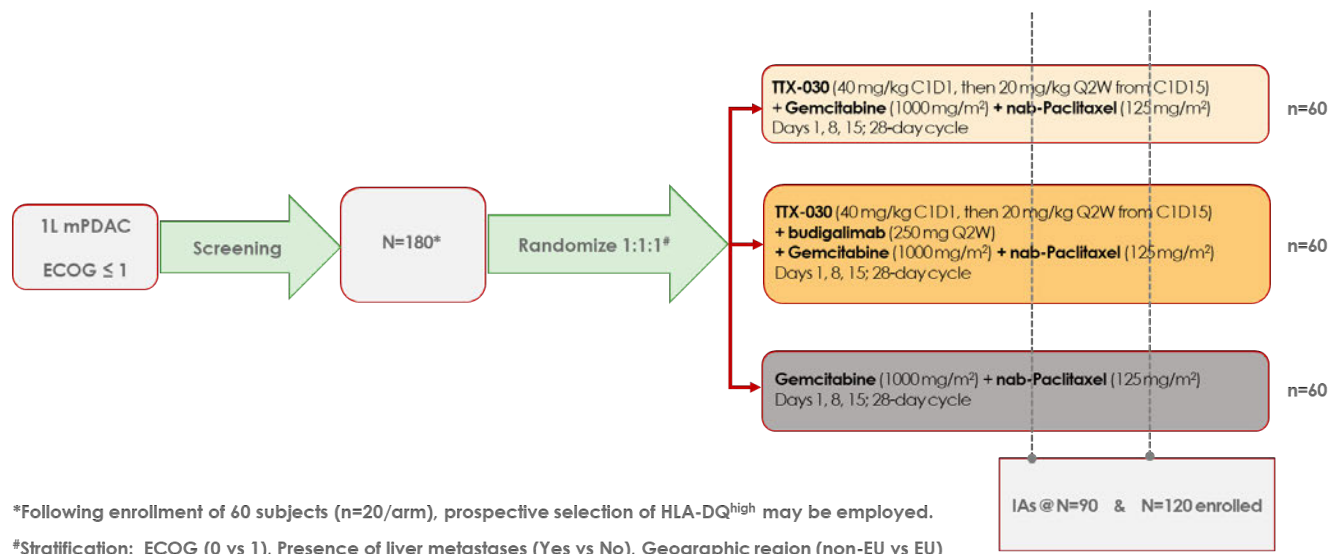 1L mPDAC
ECOG ≤ 1
Screening
N=180*
Randomize 1:1:1#
TTX-030 (40 mg/kg C1D1, then 20 mg/kg Q2W from C1D15)
+ Gemcitabine (1000 mg/m²) + nab-Paclitaxel (125 mg/m²)
Days 1, 8, 15; 28-day cycle
n=60
TTX-030 (40 mg/kg C1D1, then 20 mg/kg Q2W from C1D15)
+ budigalimab (250 mg Q2W)
+ Gemcitabine (1000 mg/m²) + nab-Paclitaxel (125 mg/m²)
Days 1, 8, 15; 28-day cycle
n=60
Gemcitabine (1000 mg/m²) + nab-Paclitaxel (125 mg/m²)
Days 1, 8, 15; 28-day cycle
n=60
IAs @ N=90 & N=120 enrolled
*Following enrollment of 60 subjects (n=20/arm), prospective selection of HLA-DQhigh may be employed.
#Stratification: ECOG (0 vs 1), Presence of liver metastases (Yes vs No), Geographic region (non-EU vs EU)